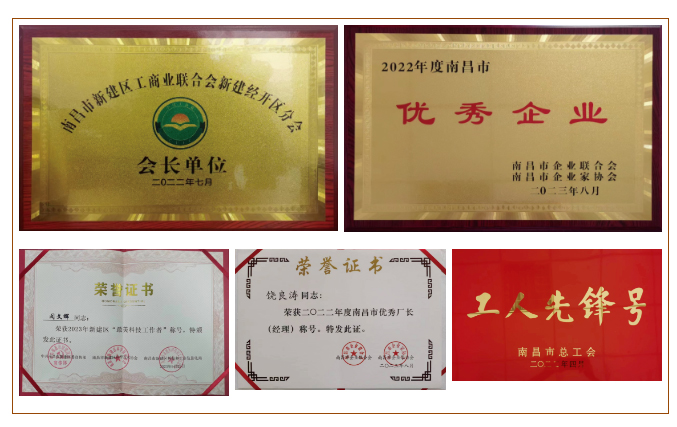 南昌市新建区工商业联合会新建经开区分会
会长单位
二〇二二年七月
2022年度南昌市
优秀企业
南昌市企业联合会
南昌市企业家协会
二〇二三年八月
荣誉证书
同志：
荣获2023年新建区“最美科技工作者”称号，特颁
发此证书。
荣誉证书
饶良涛同志：
荣获二〇二二年度南昌市优秀厂长
（经理）称号。特发此证。
工人先锋号
南昌市总工会